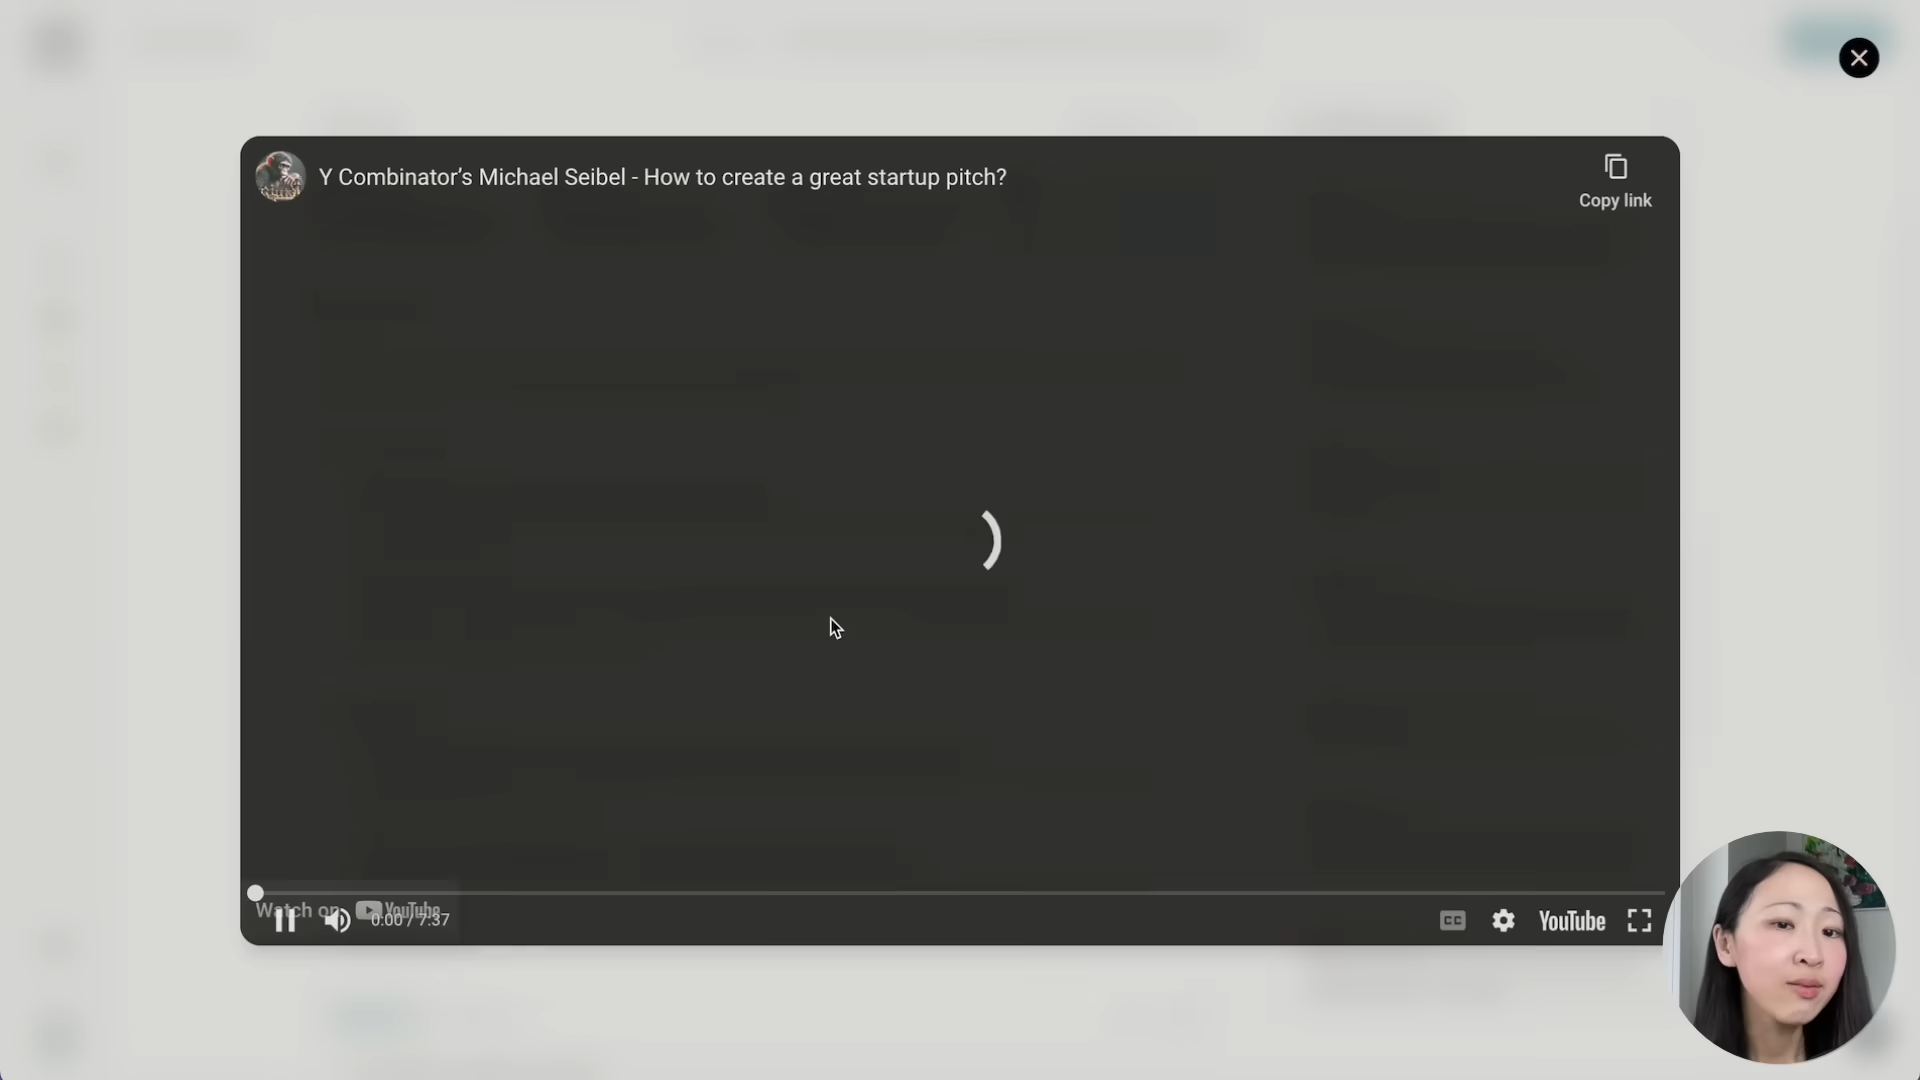 Y Combinator’s Michael Seibel - How to create a great startup pitch?
Copy link
Watch on YouTube
0:00 / 7:37
CC
YouTube